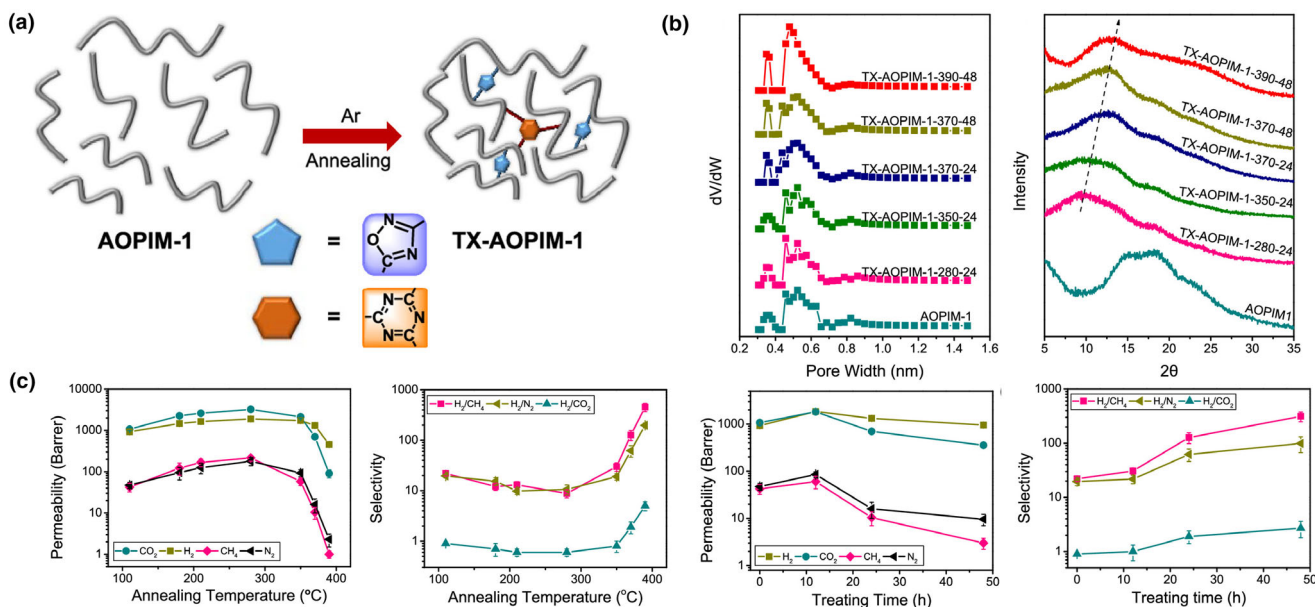 (a)
Ar
Annealing
AOPIM-1
TX-AOPIM-1
=
N
O
N
C
C
=
C
N
N
C
C
N
(b)
dV/dW
TX-AOPIM-1-390-48
TX-AOPIM-1-370-48
TX-AOPIM-1-370-24
TX-AOPIM-1-350-24
TX-AOPIM-1-280-24
AOPIM-1
0.2 0.4 0.6 0.8 1.0 1.2 1.4 1.6
Pore Width (nm)
Intensity
TX-AOPIM-1-390-48
TX-AOPIM-1-370-48
TX-AOPIM-1-370-24
TX-AOPIM-1-350-24
TX-AOPIM-1-280-24
AOPIM1
5 10 15 20 25 30 35
2θ
(c)
Permeability (Barrer)
10000
1000
100
10
1
CO2 H2 CH4 N2
100 150 200 250 300 350 400
Annealing Temperature (ºC)
Selectivity
1000
100
10
1
H2/CH4 H2/N2 H2/CO2
100 150 200 250 300 350 400
Annealing Temperature (°C)
Permeability (Barrer)
1000
100
10
1
H2 CO2 CH4 N2
0 10 20 30 40 50
Treating Time (h)
Selectivity
1000
100
10
1
H2/CH4 H2/N2 H2/CO2
0 10 20 30 40 50
Treating time (h)